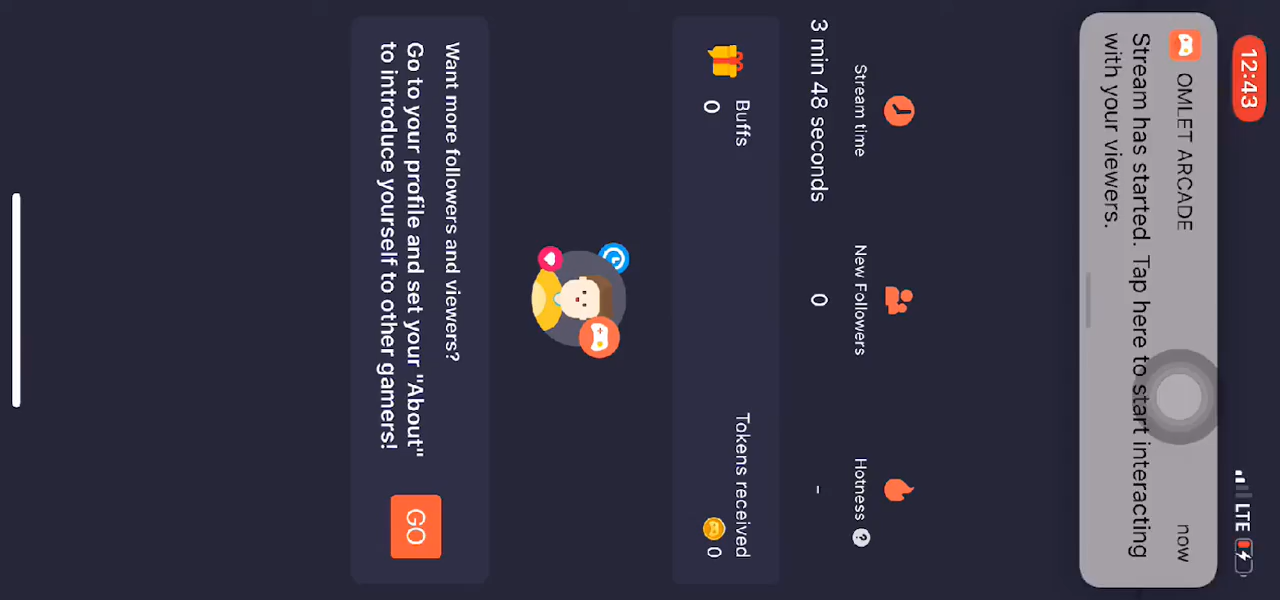 12:43
LTE
OMLET ARCADE
now
Stream has started. Tap here to start interacting
with your viewers.
Stream time
New Followers
Hotness ?
3 min 48 seconds
0
-
Buffs
Tokens received
0
0
Want more followers and viewers?
Go to your profile and set your "About"
to introduce yourself to other gamers!
GO